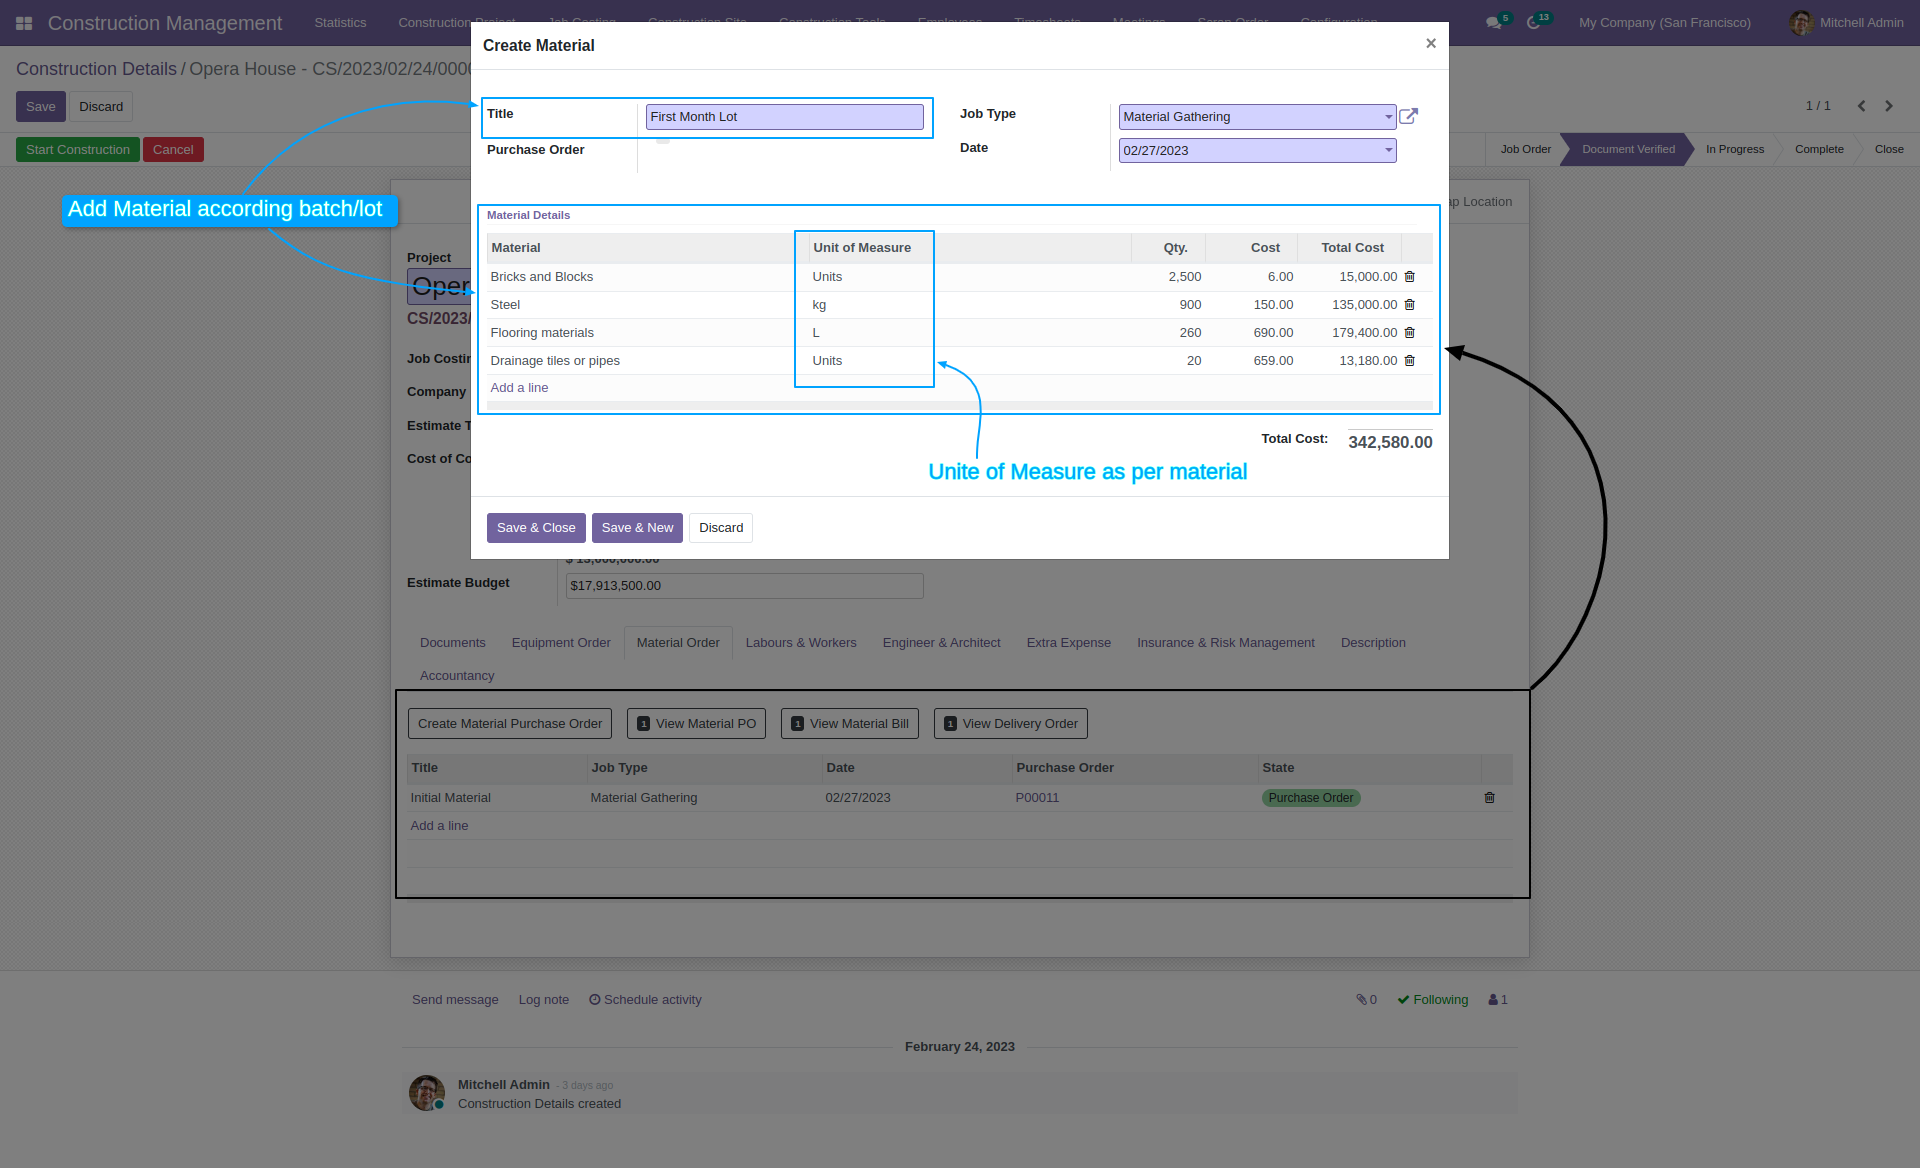 Construction Management Statistics Construction Project Job Costing Construction Site Construction Tools Employees Timesheets Meetings Scrap Order Configuration 5 13 My Company (San Francisco) Mitchell Admin
Create Material ×
Construction Details / Opera House - CS/2023/02/24/000
Save Discard
1 / 1
Title First Month Lot Job Type Material Gathering
Purchase Order Date 02/27/2023
Start Construction Cancel
Job Order Document Verified In Progress Complete Close
Add Material according batch/lot
ap Location
Material Details
Material Unit of Measure Qty. Cost Total Cost
Bricks and Blocks Units 2,500 6.00 15,000.00
Steel kg 900 150.00 135,000.00
Flooring materials L 260 690.00 179,400.00
Drainage tiles or pipes Units 20 659.00 13,180.00
Add a line
Project
Oper
CS/2023/
Job Costin
Company
Estimate T
Cost of Co
Total Cost: 342,580.00
Unite of Measure as per material
Save & Close Save & New Discard
Estimate Budget $17,913,500.00
Documents Equipment Order Material Order Labours & Workers Engineer & Architect Extra Expense Insurance & Risk Management Description
Accountancy
Create Material Purchase Order 1 View Material PO 1 View Material Bill 1 View Delivery Order
Title Job Type Date Purchase Order State
Initial Material Material Gathering 02/27/2023 P00011 Purchase Order
Add a line
Send message Log note Schedule activity 0 Following 1
February 24, 2023
Mitchell Admin - 3 days ago
Construction Details created